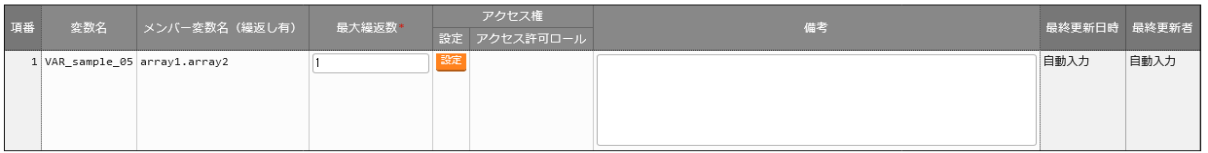 項番 変数名 メンバー変数名（繰返し有） 最大繰返数* アクセス権 備考 最終更新日時 最終更新者
設定 アクセス許可ロール
1 VAR_sample_05 array1.array2 1 設定 自動入力 自動入力